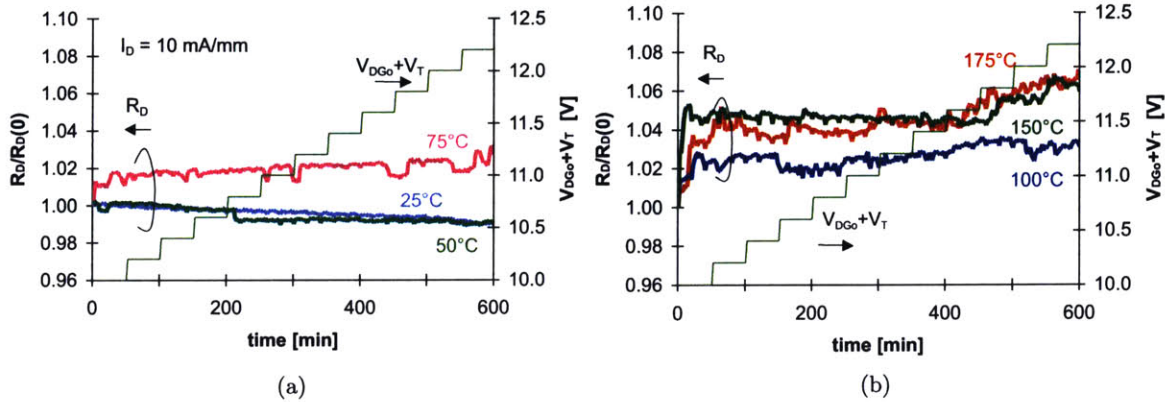 1.10
1.08
1.06
1.04
1.02
1.00
0.98
0.96
R_D/R_D(0)
I_D = 10 mA/mm
V_DGo+V_T
R_D
75°C
25°C
50°C
12.5
12.0
11.5
11.0
10.5
10.0
V_DGo+V_T [V]
0 200 400 600
time [min]
(a)
1.10
1.08
1.06
1.04
1.02
1.00
0.98
0.96
R_D/R_D(0)
R_D
175°C
150°C
100°C
V_DGo+V_T
12.5
12.0
11.5
11.0
10.5
10.0
V_DGo+V_T [V]
0 200 400 600
time [min]
(b)